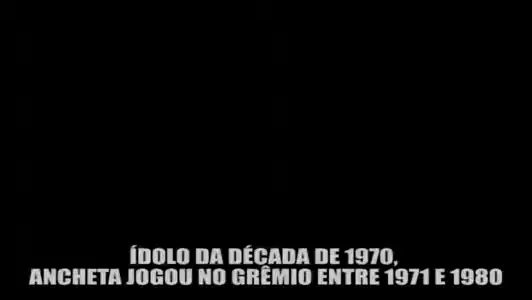 ÍDOLO DA DÉCADA DE 1970,
ANCHETA JOGOU NO GRÊMIO ENTRE 1971 E 1980